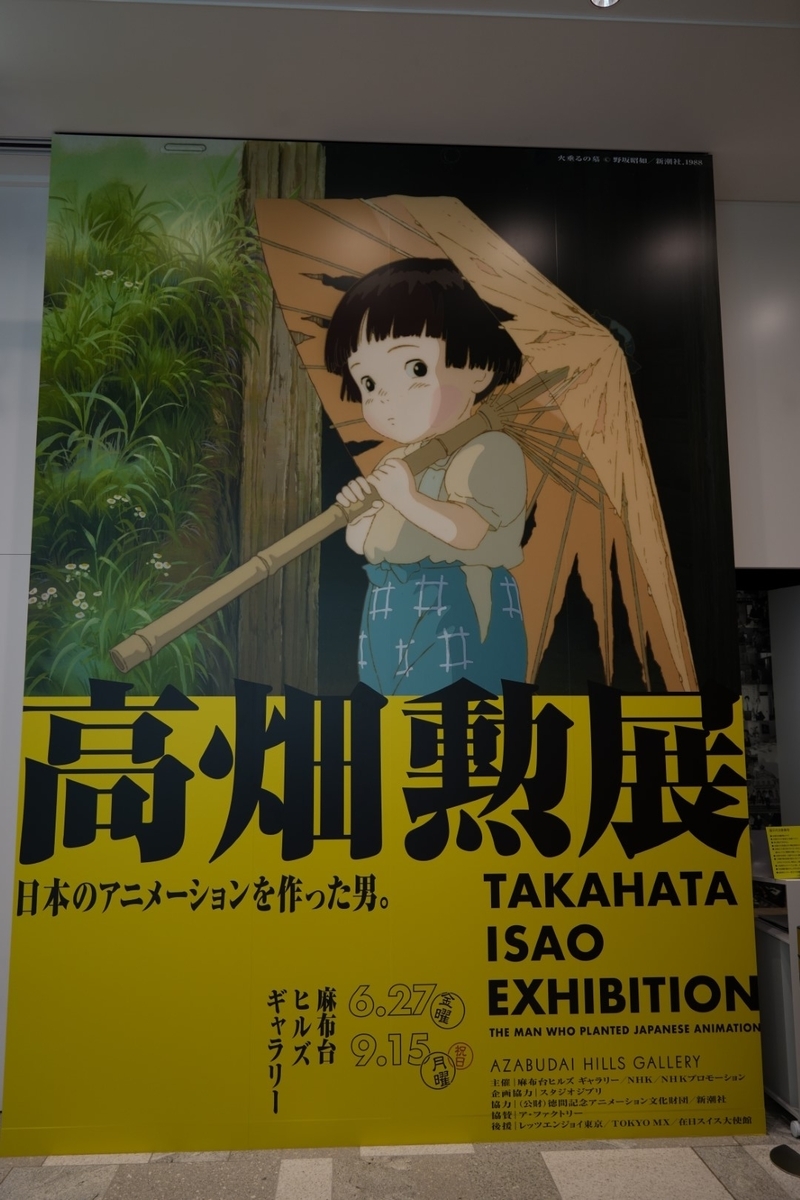 火垂るの墓 © 野坂昭如／新潮社, 1988
高畑勲展
日本のアニメーションを作った男。
TAKAHATA
ISAO
EXHIBITION
THE MAN WHO PLANTED JAPANESE ANIMATION
麻布台
ヒルズ
ギャラリー
6.27 金曜
9.15 月曜 祝日
AZABUDAI HILLS GALLERY
主催｜麻布台ヒルズ ギャラリー／NHK／NHKプロモーション
企画協力｜スタジオジブリ
協力｜（公財）徳間記念アニメーション文化財団／新潮社
協賛｜ア・ファクトリー
後援｜レッツエンジョイ東京／TOKYO MX／在日スイス大使館